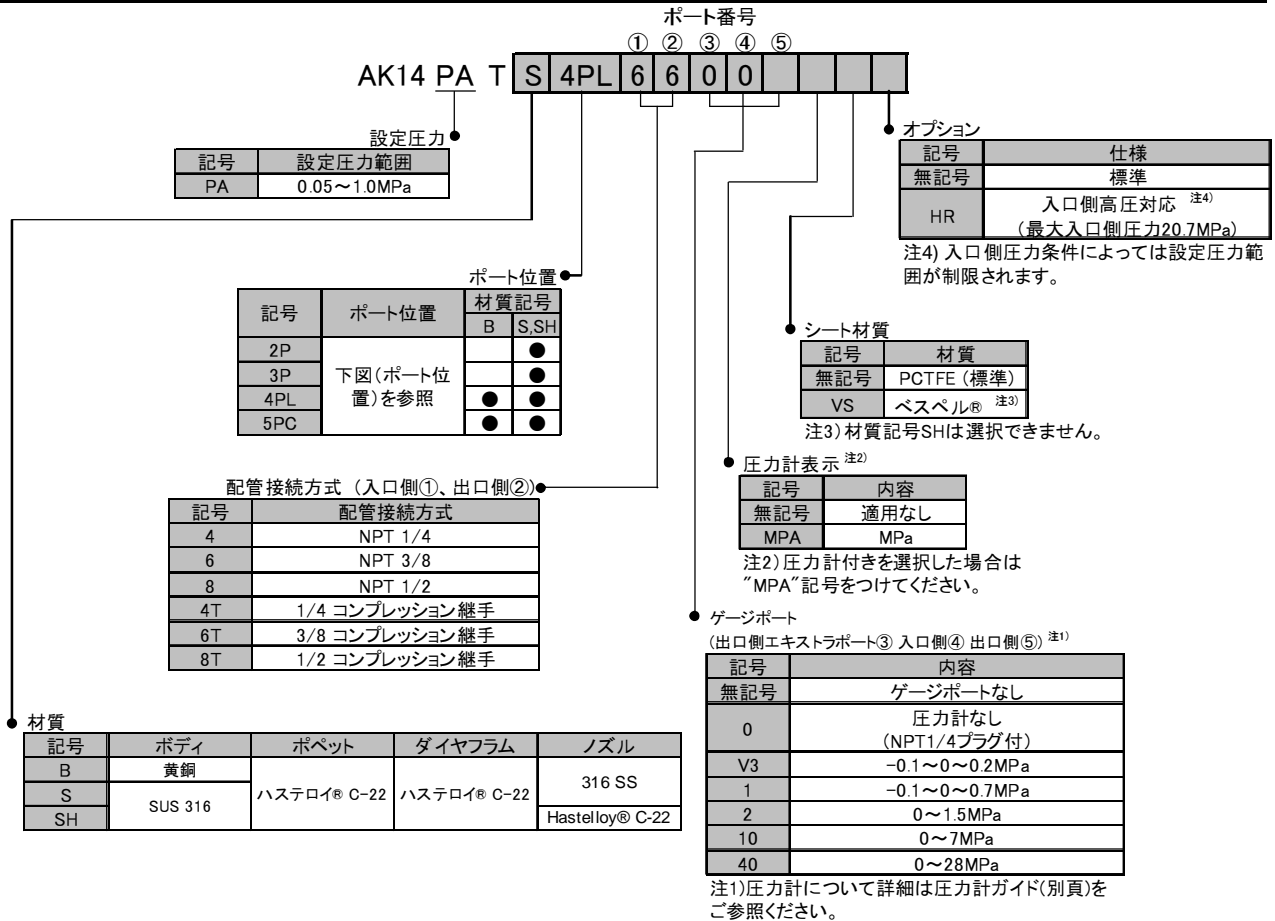 ポート番号
① ② ③ ④ ⑤
AK14 PA T S 4PL 6 6 0 0
設定圧力
記号 設定圧力範囲
PA 0.05～1.0MPa
オプション
記号 仕様
無記号 標準
HR 入口側高圧対応 注4)
(最大入口側圧力20.7MPa)
注4) 入口側圧力条件によっては設定圧力範
囲が制限されます。
ポート位置
記号 ポート位置 材質記号
B S,SH
2P ●
3P ●
4PL ● ●
5PC ● ●
下図(ポート位
置)を参照
シート材質
記号 材質
無記号 PCTFE (標準)
VS ベスペル® 注3)
注3)材質記号SHは選択できません。
圧力計表示 注2)
記号 内容
無記号 適用なし
MPA MPa
注2)圧力計付きを選択した場合は
"MPA"記号をつけてください。
配管接続方式 (入口側①、出口側②)
記号 配管接続方式
4 NPT 1/4
6 NPT 3/8
8 NPT 1/2
4T 1/4 コンプレッション継手
6T 3/8 コンプレッション継手
8T 1/2 コンプレッション継手
ゲージポート
(出口側エキストラポート③ 入口側④ 出口側⑤) 注1)
記号 内容
無記号 ゲージポートなし
0 圧力計なし
(NPT1/4プラグ付)
V3 -0.1～0～0.2MPa
1 -0.1～0～0.7MPa
2 0～1.5MPa
10 0～7MPa
40 0～28MPa
注1)圧力計について詳細は圧力計ガイド(別頁)を
ご参照ください。
材質
記号 ボディ ポペット ダイヤフラム ノズル
B 黄銅 ハステロイ® C-22 ハステロイ® C-22 316 SS
S SUS 316
SH Hastelloy® C-22